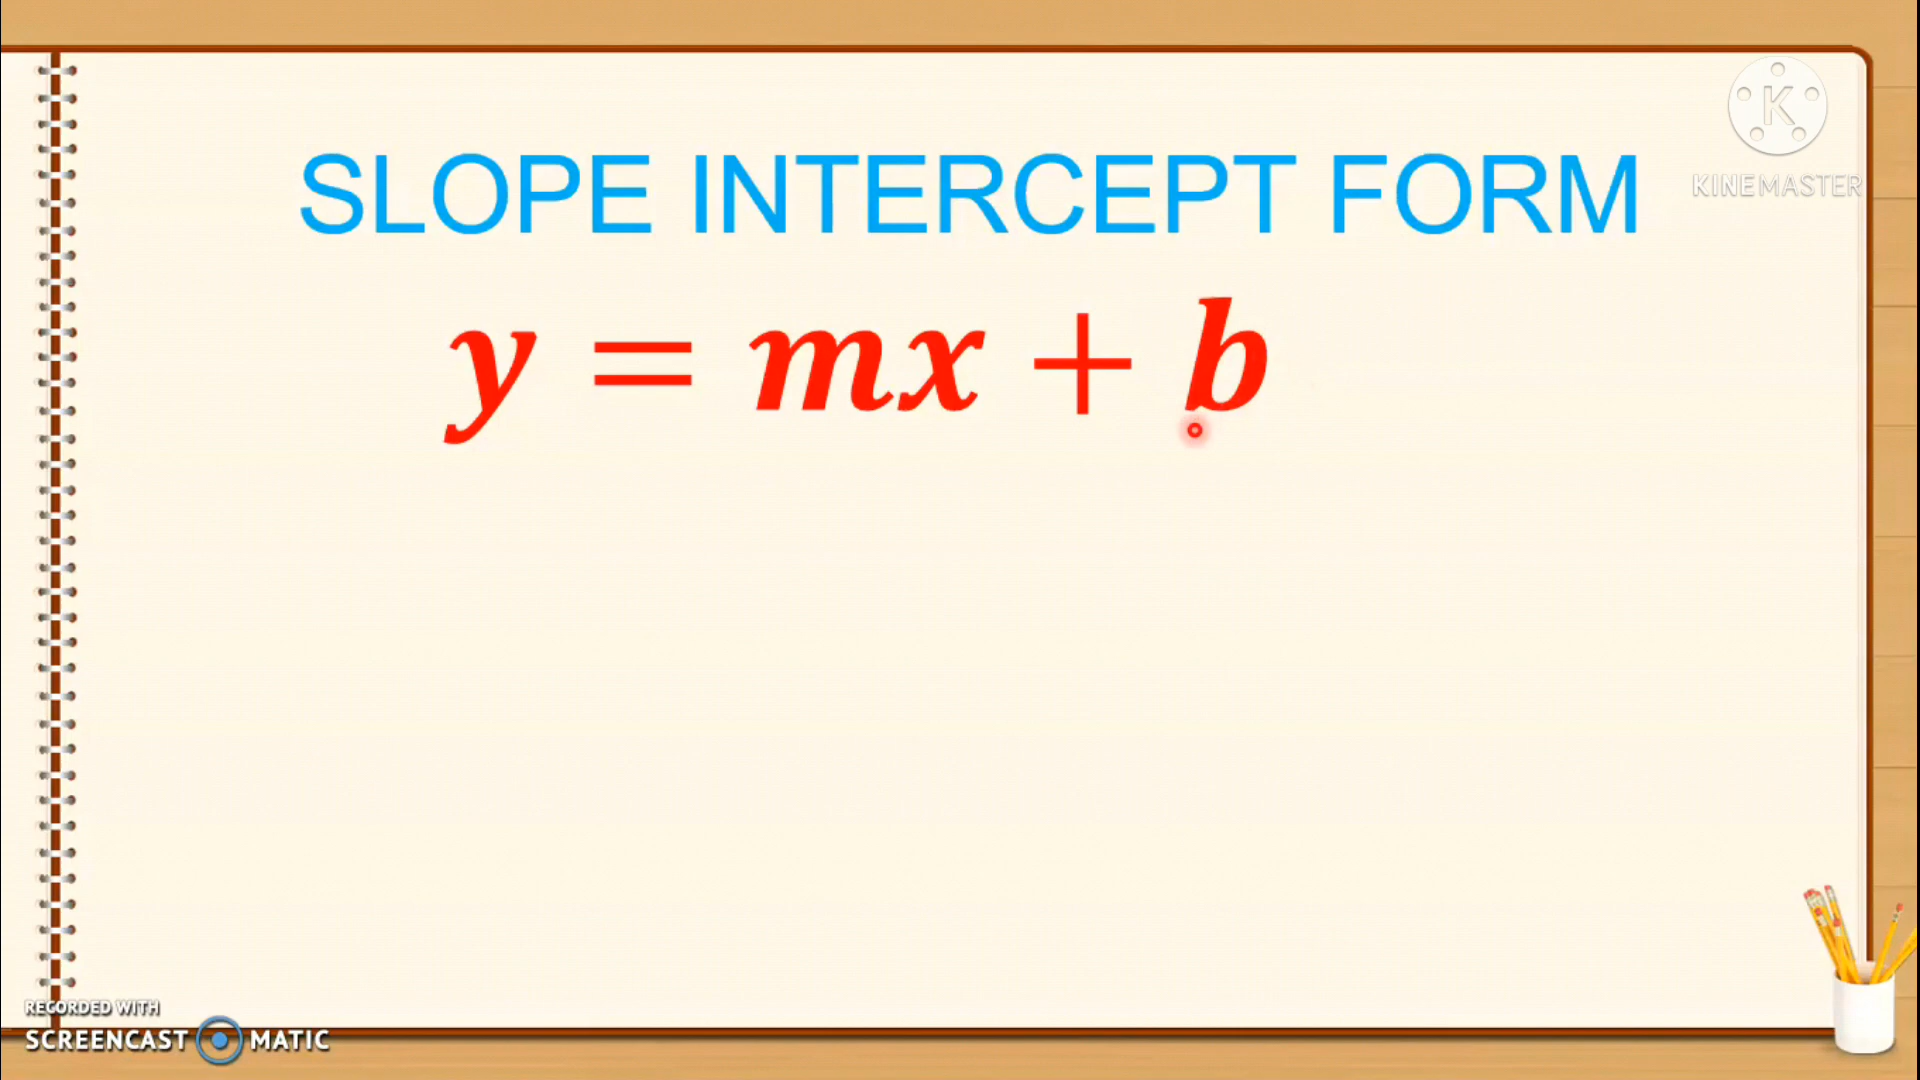 SLOPE INTERCEPT FORM
y = mx + b
K
KINEMASTER
RECORDED WITH
SCREENCAST MATIC